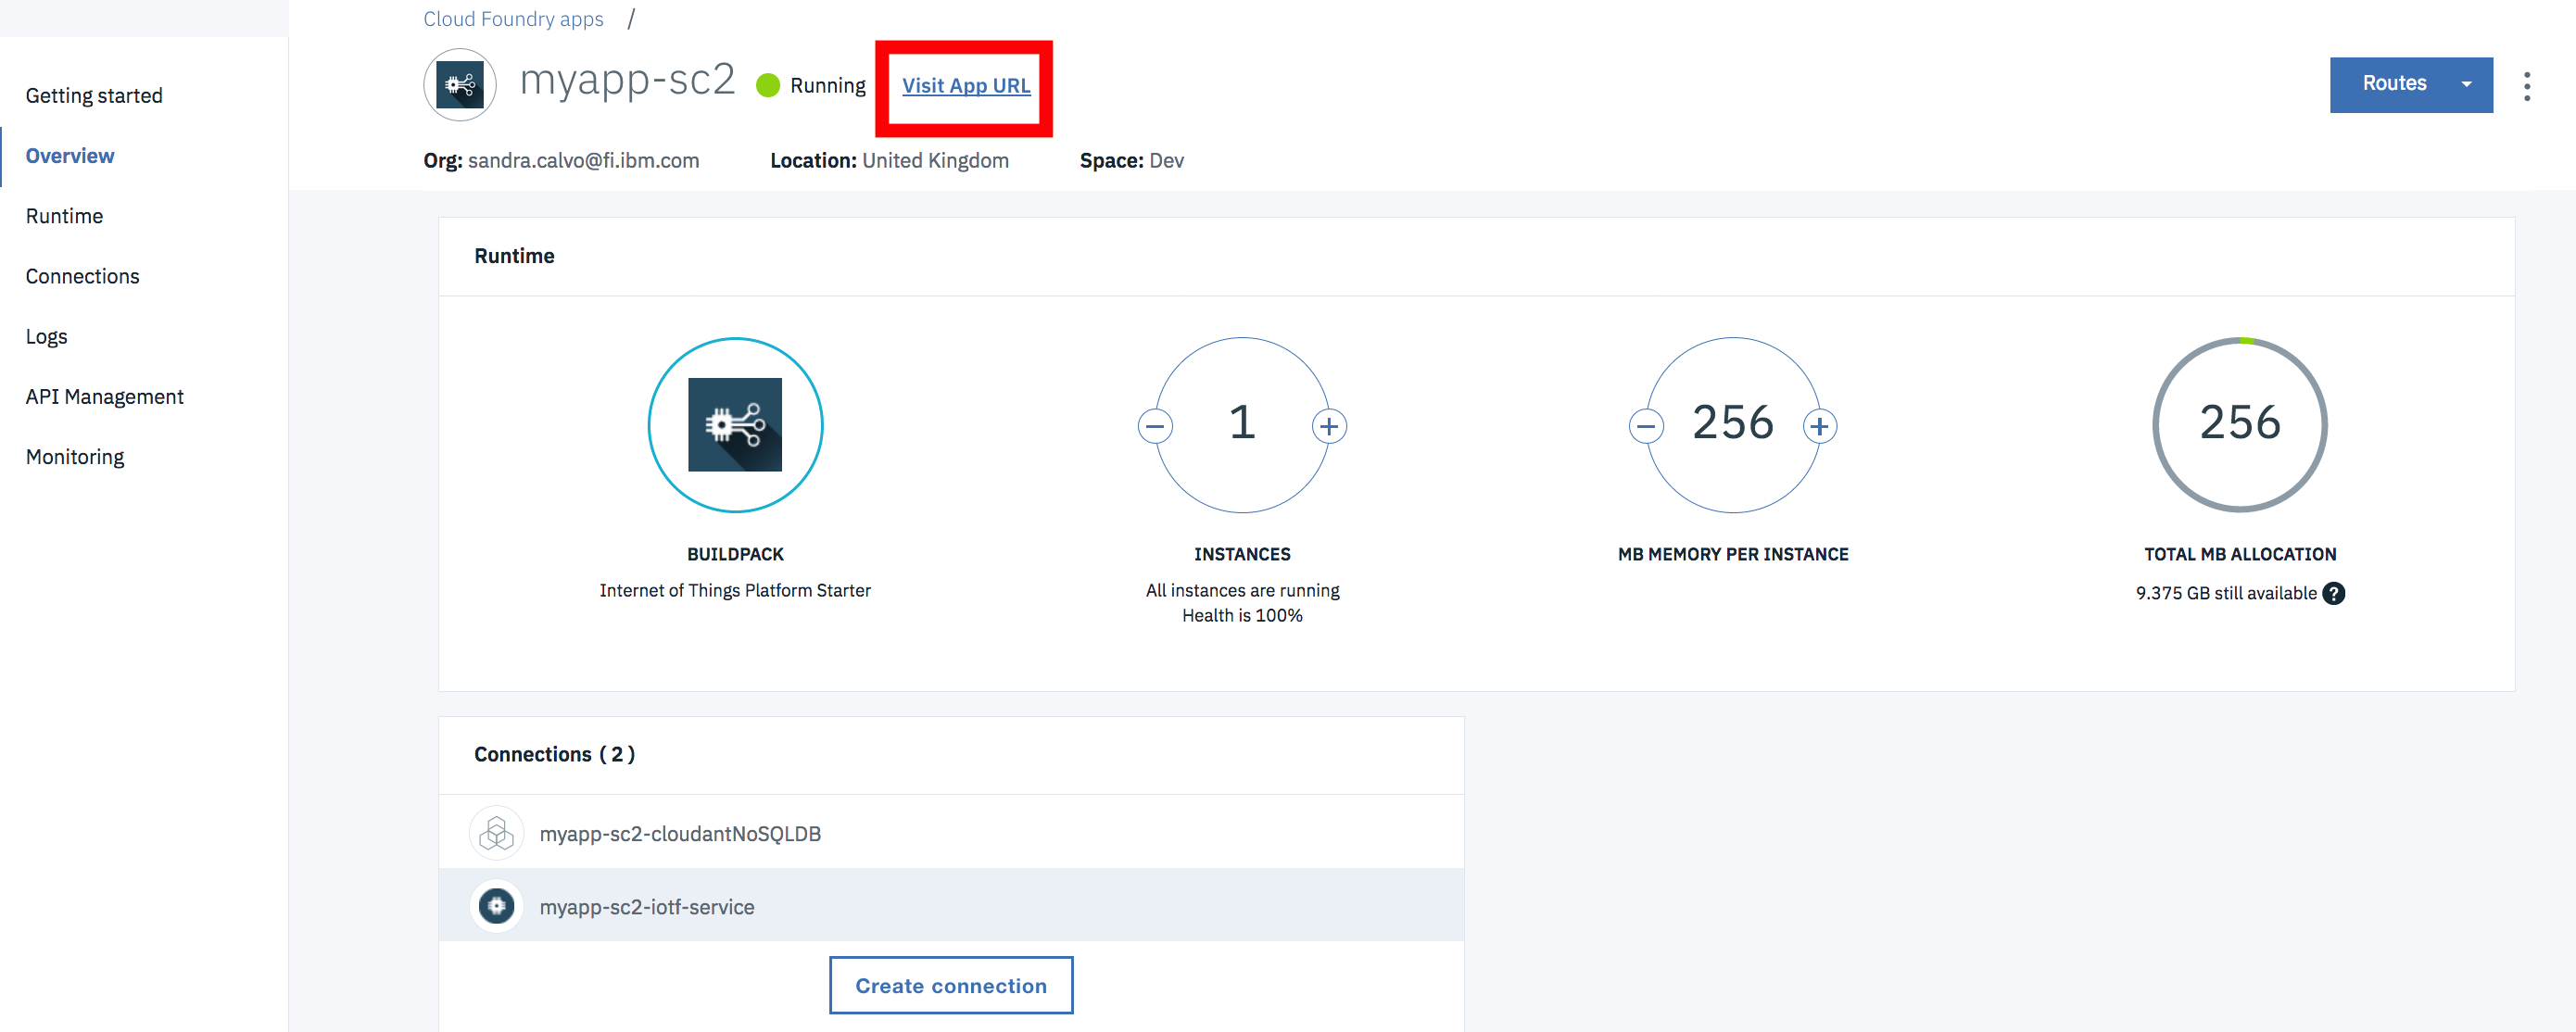 Cloud Foundry apps /
myapp-sc2 Running Visit App URL
Routes
Org: sandra.calvo@fi.ibm.com Location: United Kingdom Space: Dev
Getting started
Overview
Runtime
Connections
Logs
API Management
Monitoring
Runtime
1
256
256
BUILDPACK
Internet of Things Platform Starter
INSTANCES
All instances are running
Health is 100%
MB MEMORY PER INSTANCE
TOTAL MB ALLOCATION
9.375 GB still available ?
Connections ( 2 )
myapp-sc2-cloudantNoSQLDB
myapp-sc2-iotf-service
Create connection